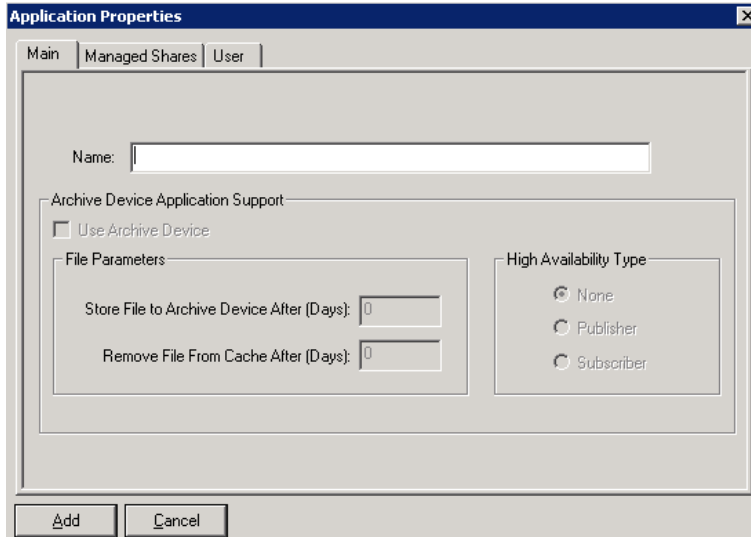 Application Properties
Main Managed Shares User
Name:
Archive Device Application Support
Use Archive Device
File Parameters
Store File to Archive Device After (Days): 0
Remove File From Cache After (Days): 0
High Availability Type
None
Publisher
Subscriber
Add Cancel